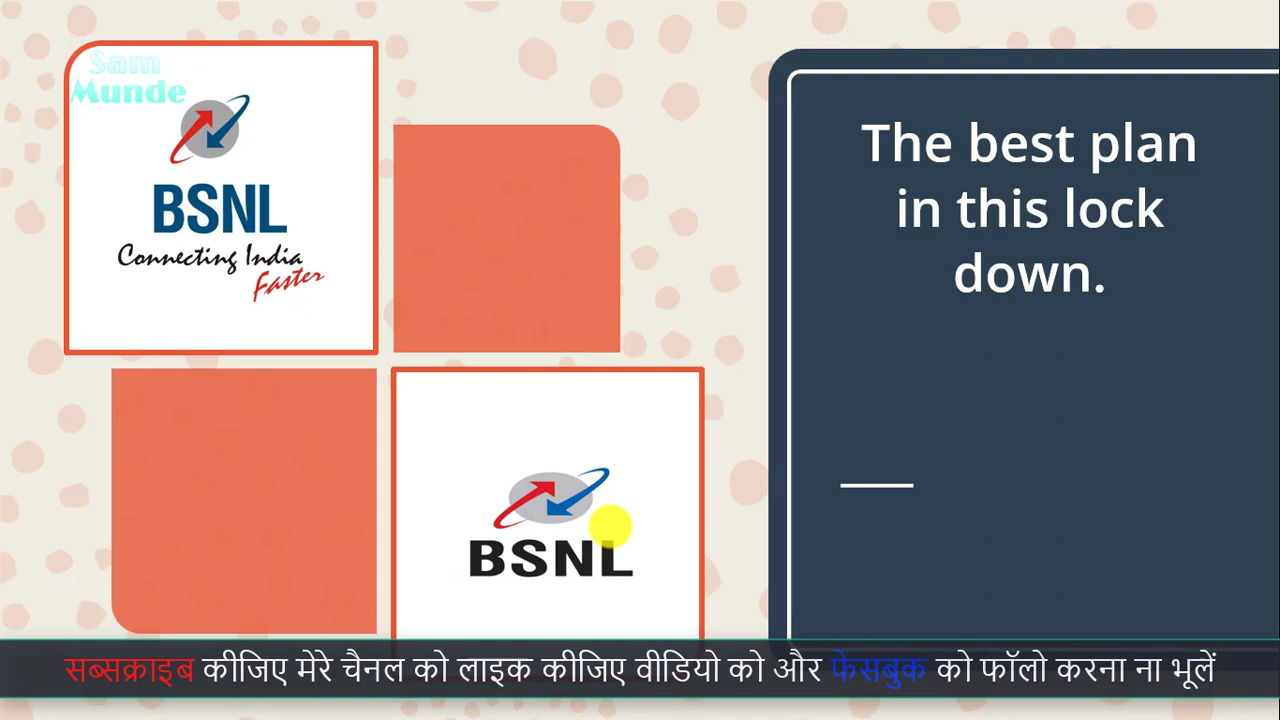 Sam
Munde
BSNL
Connecting India
Faster
The best plan
in this lock
down.
BSNL
सब्सक्राइब कीजिए मेरे चैनल को लाइक कीजिए वीडियो को और फेसबुक को फॉलो करना ना भूलें